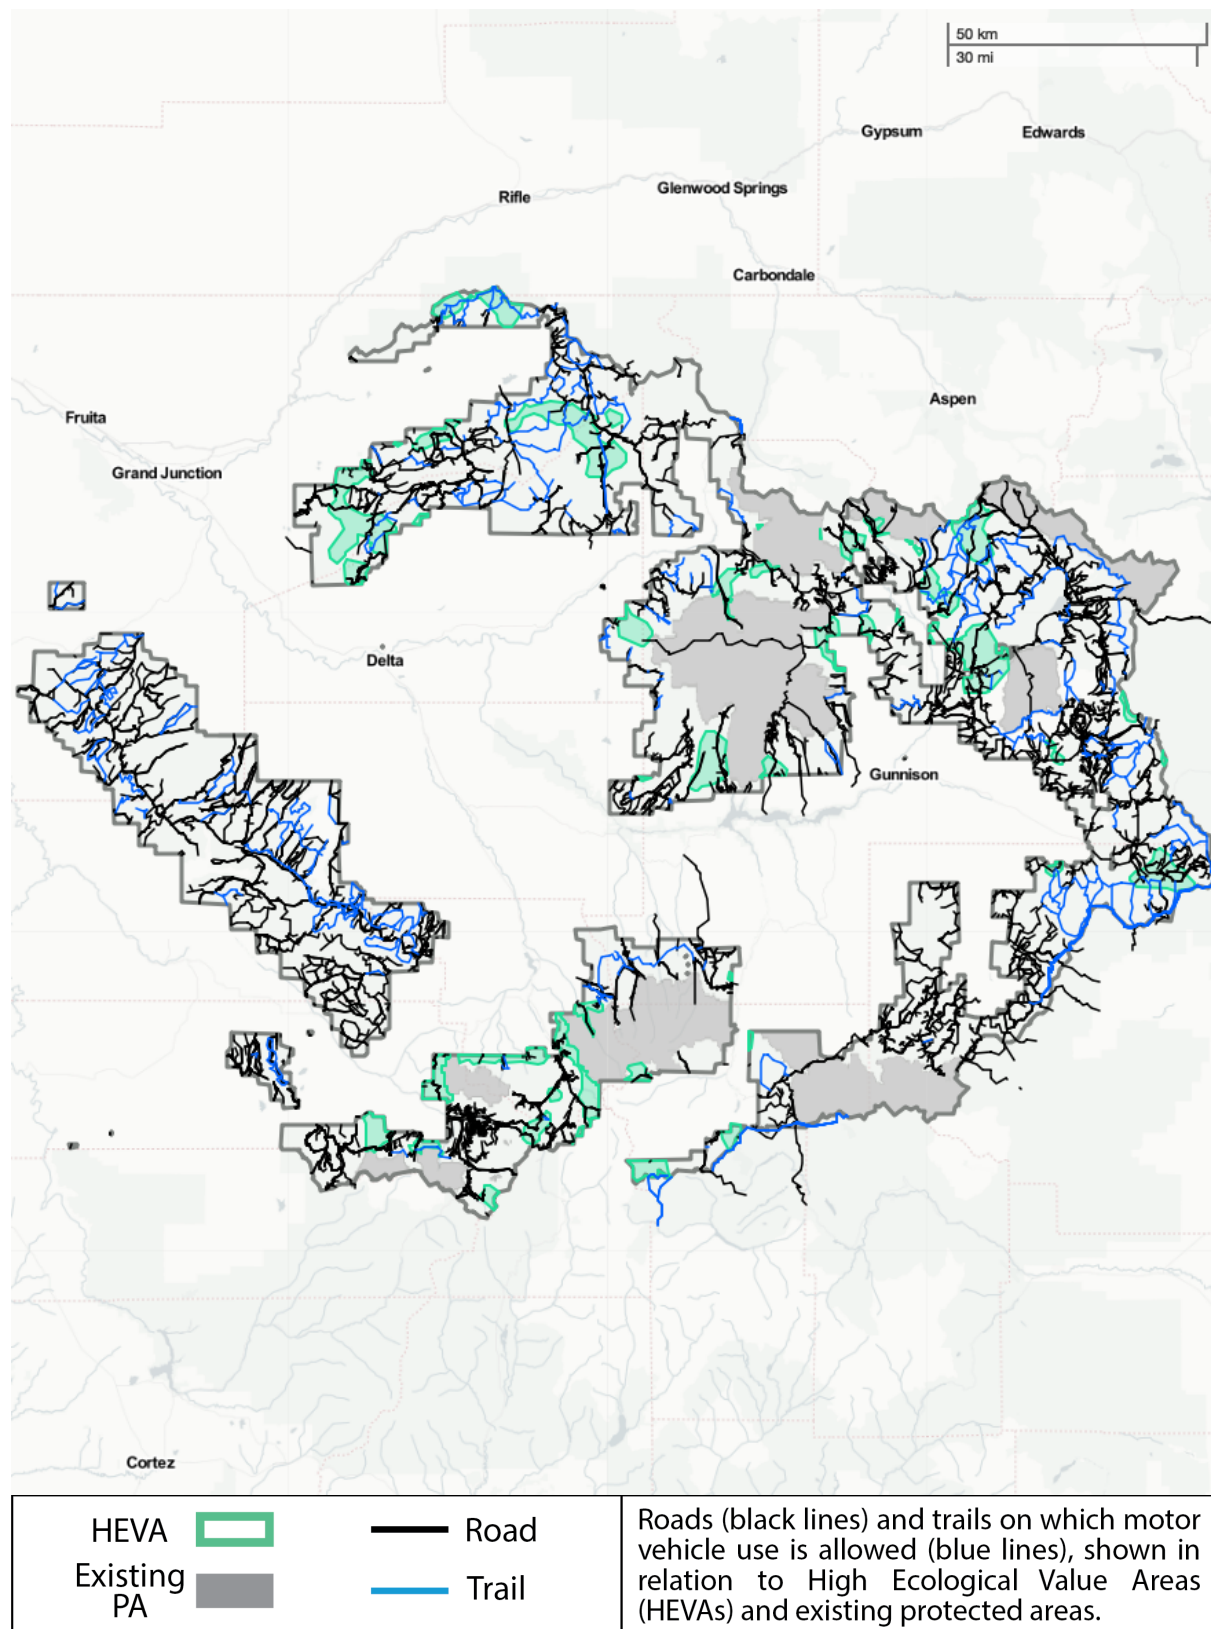 50 km
30 mi
Gypsum
Edwards
Rifle
Glenwood Springs
Carbondale
Aspen
Fruita
Grand Junction
Delta
Gunnison
Cortez
HEVA
Road
Existing
PA
Trail
Roads (black lines) and trails on which motor
vehicle use is allowed (blue lines), shown in
relation to High Ecological Value Areas
(HEVAs) and existing protected areas.